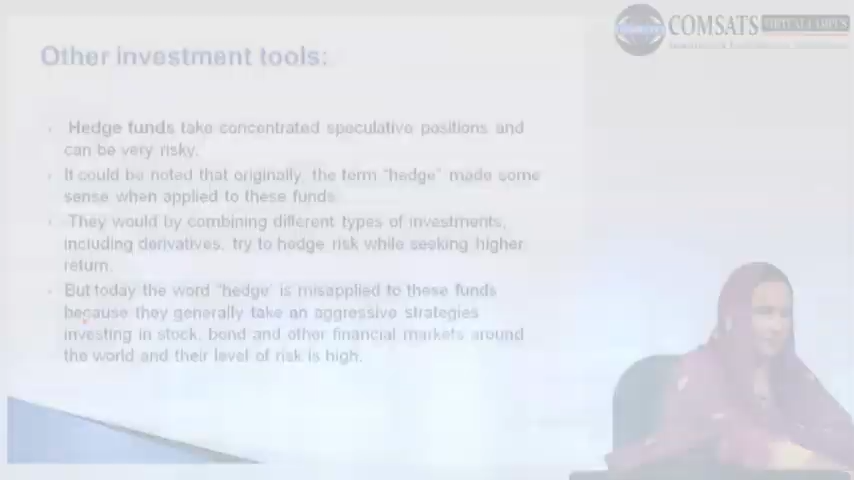 COMSATS VIRTUAL CAMPUS
Other investment tools:
Hedge funds take concentrated speculative positions and
can be very risky.
It could be noted that originally, the term "hedge" made some
sense when applied to these funds.
They would by combining different types of investments,
including derivatives, try to hedge risk while seeking higher
return.
But today the word "hedge" is misapplied to these funds
because they generally take an aggressive strategies
investing in stock, bond and other financial markets around
the world and their level of risk is high.